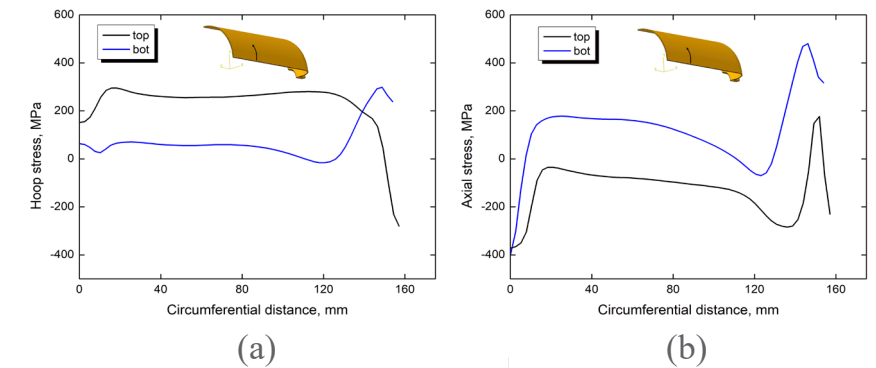 600
400
200
0
-200
-400
Hoop stress, MPa
top
bot
0 40 80 120 160
Circumferential distance, mm
(a)
600
400
200
0
-200
-400
Axial stress, MPa
top
bot
0 40 80 120 160
Circumferential distance, mm
(b)